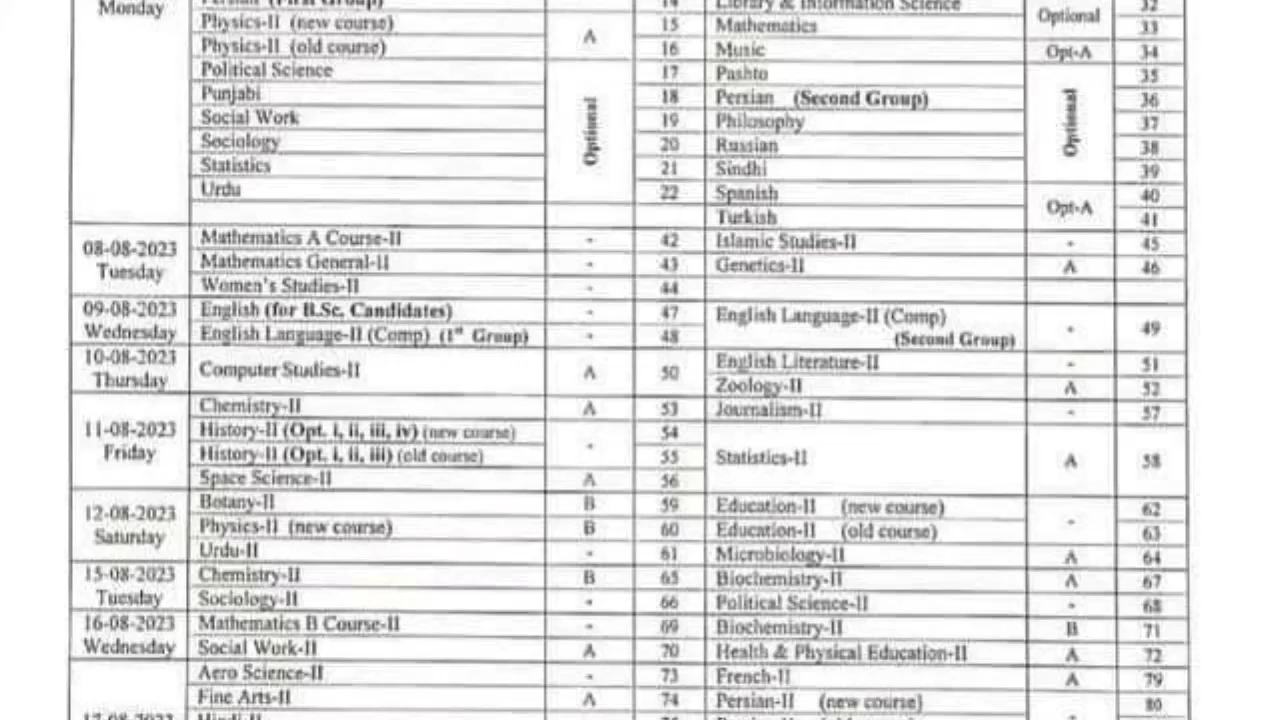 Monday
Persian (First Group) 14 Library & Information Science 32
Physics-II (new course) A 15 Mathematics Optional 33
Physics-II (old course) 16 Music Opt-A 34
Political Science Optional 17 Pashto Optional 35
Punjabi 18 Persian (Second Group) 36
Social Work 19 Philosophy 37
Sociology 20 Russian 38
Statistics 21 Sindhi 39
Urdu 22 Spanish Opt-A 40
Turkish 41
08-08-2023 Tuesday
Mathematics A Course-II - 42 Islamic Studies-II - 45
Mathematics General-II - 43 Genetics-II A 46
Women's Studies-II - 44
09-08-2023 Wednesday
English (for B.Sc. Candidates) - 47 English Language-II (Comp) - 49
English Language-II (Comp) (1st Group) - 48 (Second Group)
10-08-2023 Thursday
Computer Studies-II A 50 English Literature-II - 51
Zoology-II A 52
11-08-2023 Friday
Chemistry-II A 53 Journalism-II - 57
History-II (Opt. i, ii, iii, iv) (new course) - 54
History-II (Opt. i, ii, iii) (old course) 55 Statistics-II A 58
Space Science-II A 56
12-08-2023 Saturday
Botany-II B 59 Education-II (new course) - 62
Physics-II (new course) B 60 Education-II (old course) 63
Urdu-II - 61 Microbiology-II A 64
15-08-2023 Tuesday
Chemistry-II B 65 Biochemistry-II A 67
Sociology-II - 66 Political Science-II - 68
16-08-2023 Wednesday
Mathematics B Course-II - 69 Biochemistry-II B 71
Social Work-II A 70 Health & Physical Education-II A 72
Aero Science-II - 73 French-II A 79
Fine Arts-II A 74 Persian-II (new course) 80
17-08-2023 Hindi-II